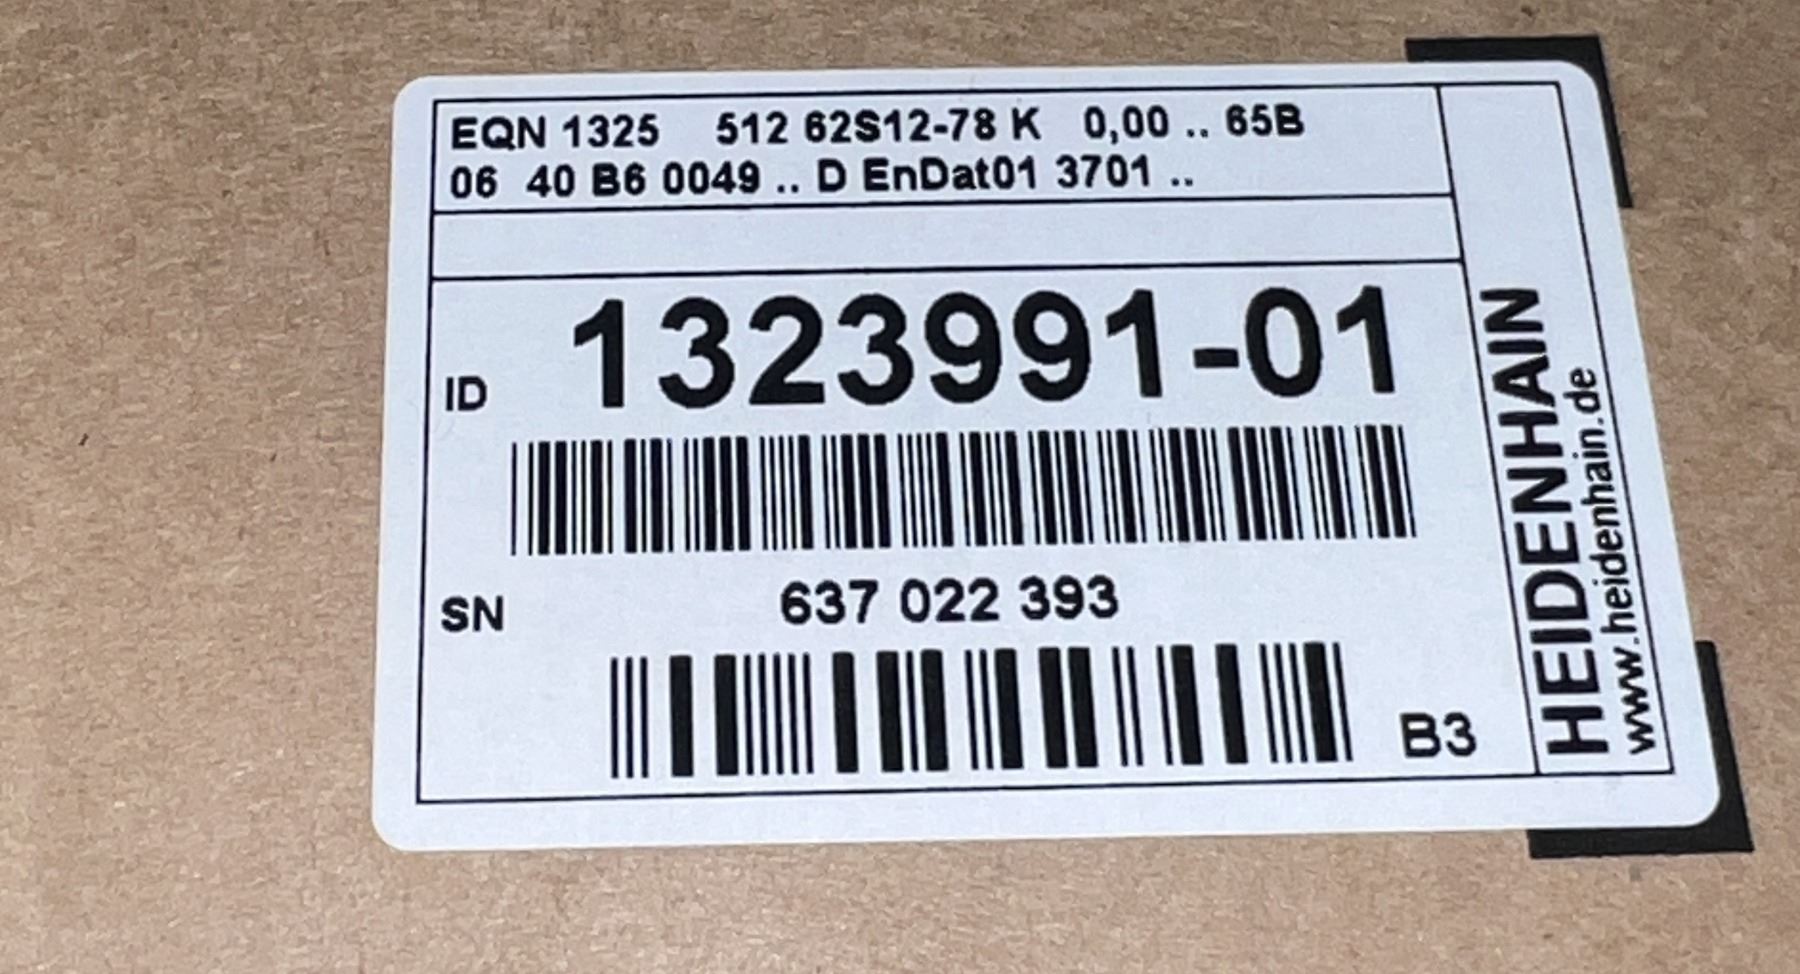 EQN 1325 512 62S12-78 K 0,00 .. 65B
06 40 B6 0049 .. D EnDat01 3701 ..
ID 1323991-01
SN 637 022 393
B3
HEIDENHAIN
www.heidenhain.de